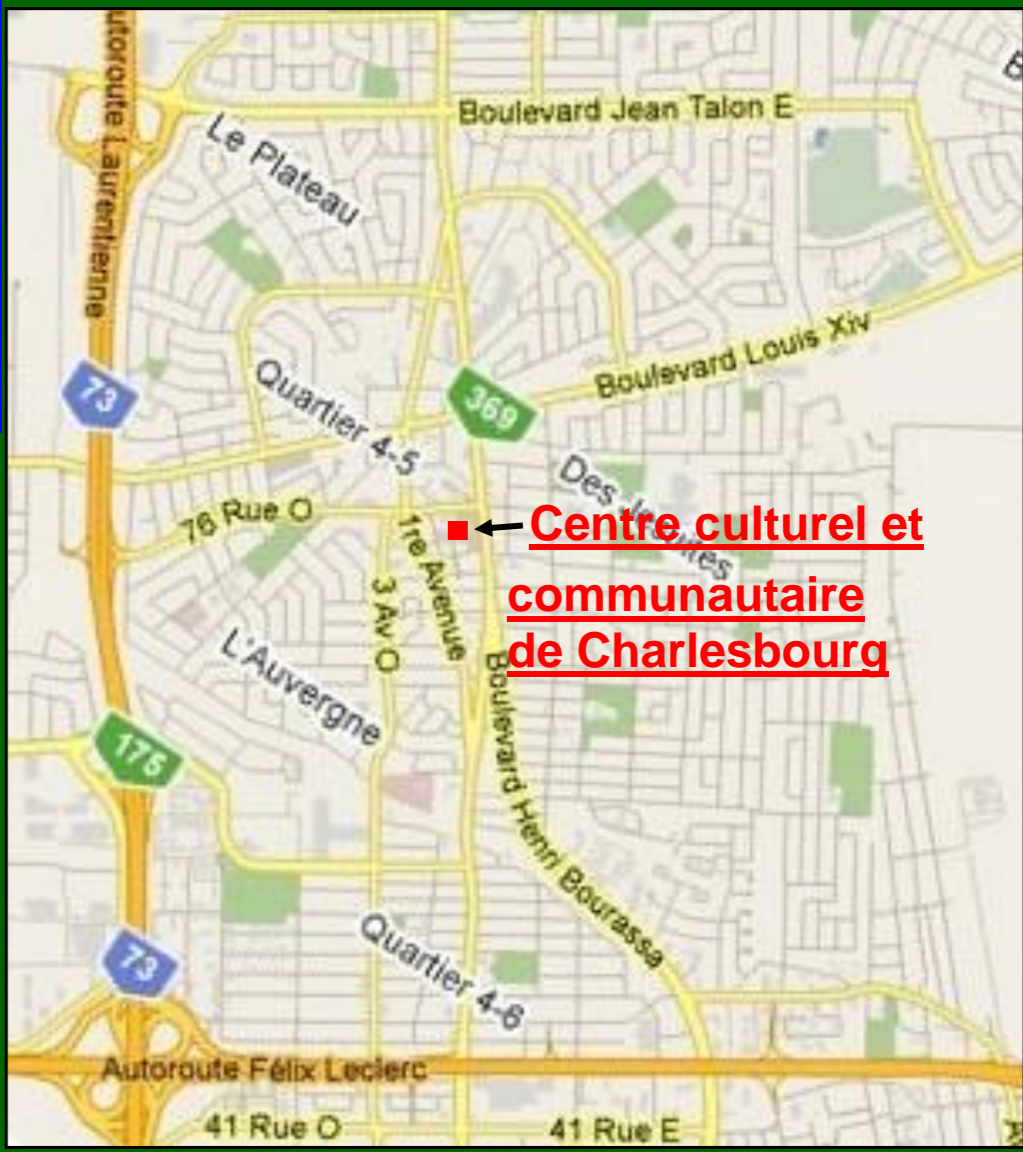 Autoroute Laurentienne
Boulevard Jean Talon E
Le Plateau
Boulevard Louis Xiv
73
369
Quartier 4-5
Des Jésuites
76 Rue O
1re Avenue
Centre culturel et
communautaire
de Charlesbourg
3 Av O
L'Auvergne
Boulevard Henri Bourassa
175
Quartier 4-6
73
Autoroute Félix Leclerc
41 Rue O
41 Rue E